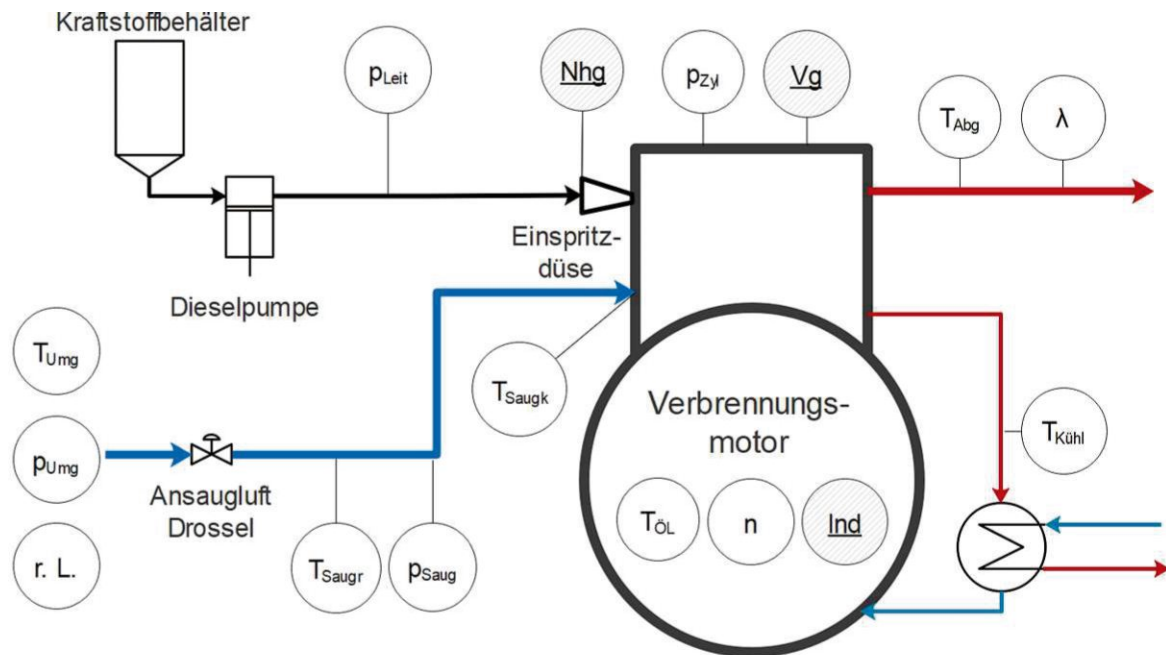 Kraftstoffbehälter
pLeit
Nhg
pZyl
Vg
TAbg
λ
Einspritz-
düse
Dieselpumpe
TUmg
TSaugk
Verbrennungs-
motor
TKühl
pUmg
Ansaugluft
Drossel
TÖL
n
Ind
r. L.
TSaugr
pSaug